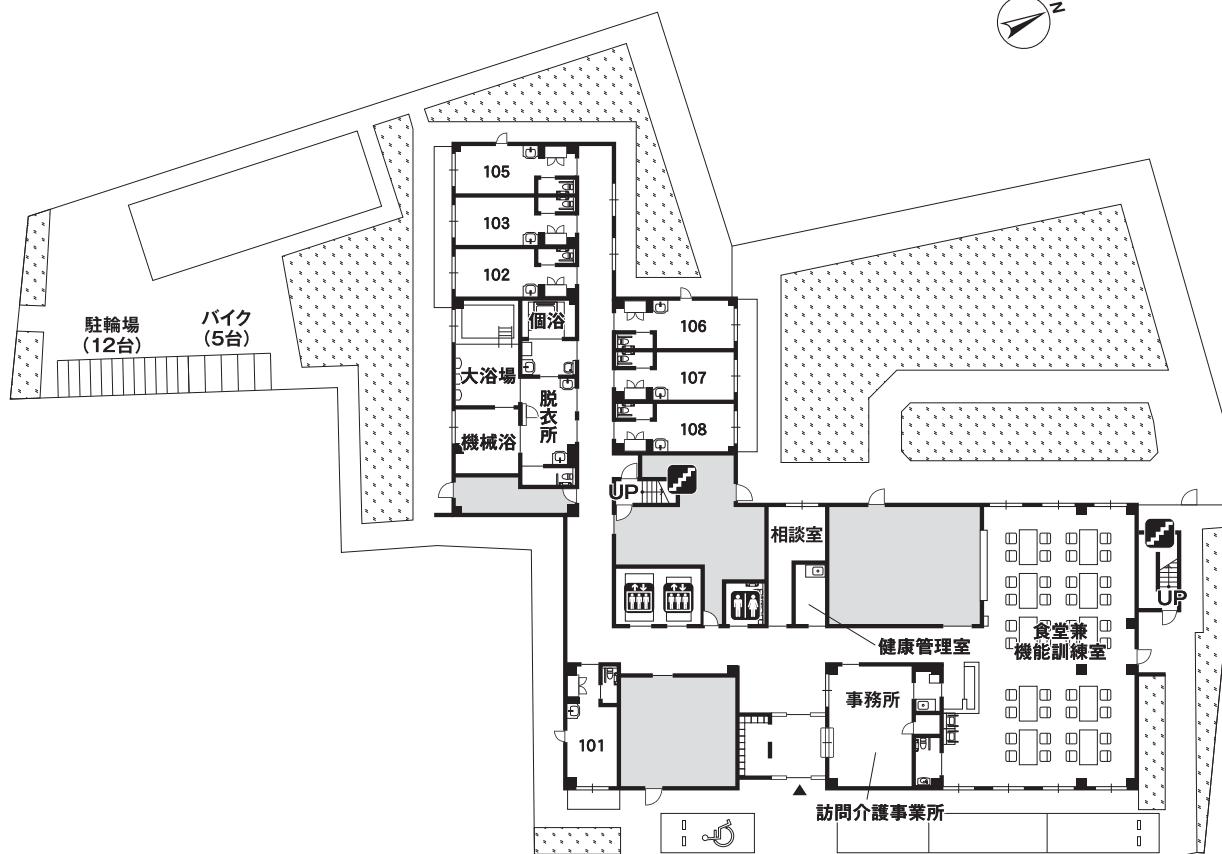 N
105
103
102
個浴
大浴場
脱衣所
機械浴
106
107
108
駐輪場
(12台)
バイク
(5台)
UP
相談室
健康管理室
食堂兼
機能訓練室
UP
事務所
101
訪問介護事業所